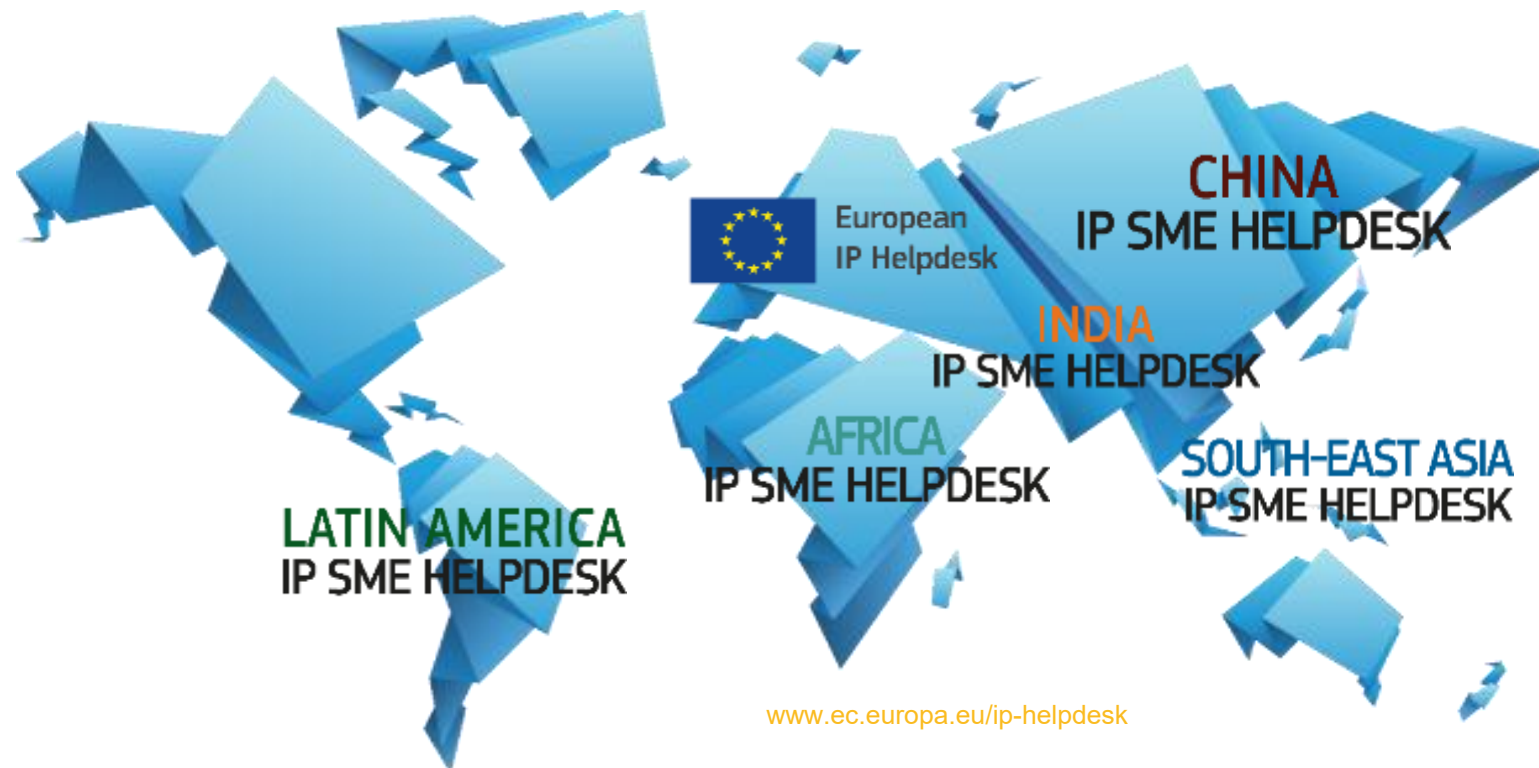 CHINA
IP SME HELPDESK
European
IP Helpdesk
INDIA
IP SME HELPDESK
AFRICA
IP SME HELPDESK
SOUTH-EAST ASIA
IP SME HELPDESK
LATIN AMERICA
IP SME HELPDESK
www.ec.europa.eu/ip-helpdesk